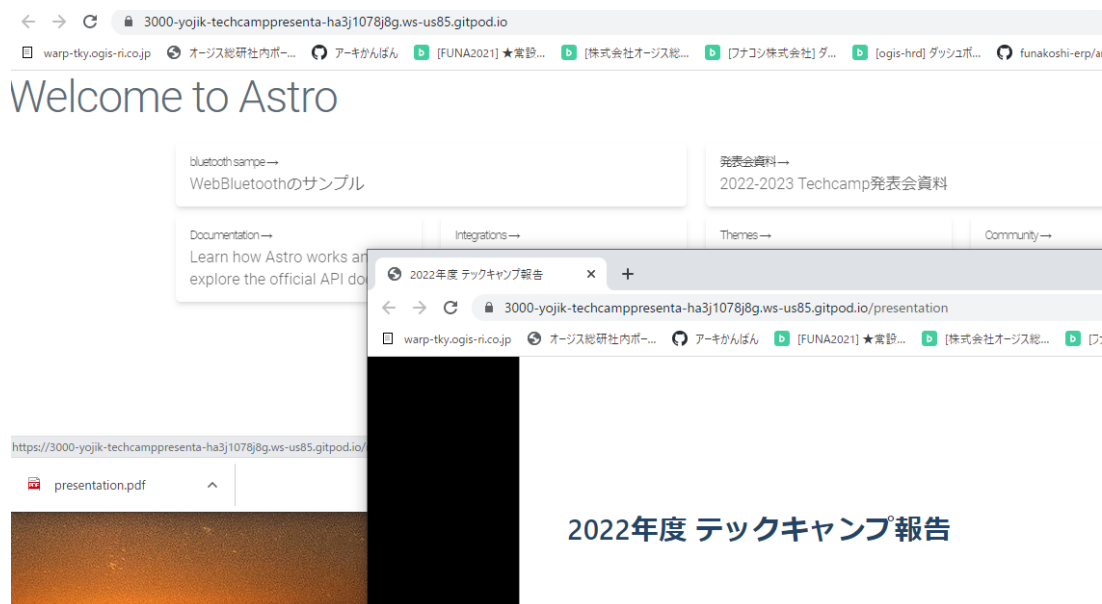 3000-yojik-techcamppresenta-ha3j1078j8g.ws-us85.gitpod.io
warp-tky.ogis-ri.co.jp オージス総研社内ポー... アーキかんばん [FUNA2021] ★常設... [株式会社オージス総... [フナコシ株式会社] ダ... [ogis-hrd] ダッシュボ... funakoshi-erp/ar
Welcome to Astro
bluetooth sampe→
WebBluetoothのサンプル
発表会資料→
2022-2023 Techcamp発表会資料
Documentation→
Learn how Astro works an
explore the official API do
Integrations→
Themes→
Community→
2022年度 テックキャンプ報告
3000-yojik-techcamppresenta-ha3j1078j8g.ws-us85.gitpod.io/presentation
warp-tky.ogis-ri.co.jp オージス総研社内ポー... アーキかんばん [FUNA2021] ★常設... [株式会社オージス総...
2022年度 テックキャンプ報告
https://3000-yojik-techcamppresenta-ha3j1078j8g.ws-us85.gitpod.io/
presentation.pdf